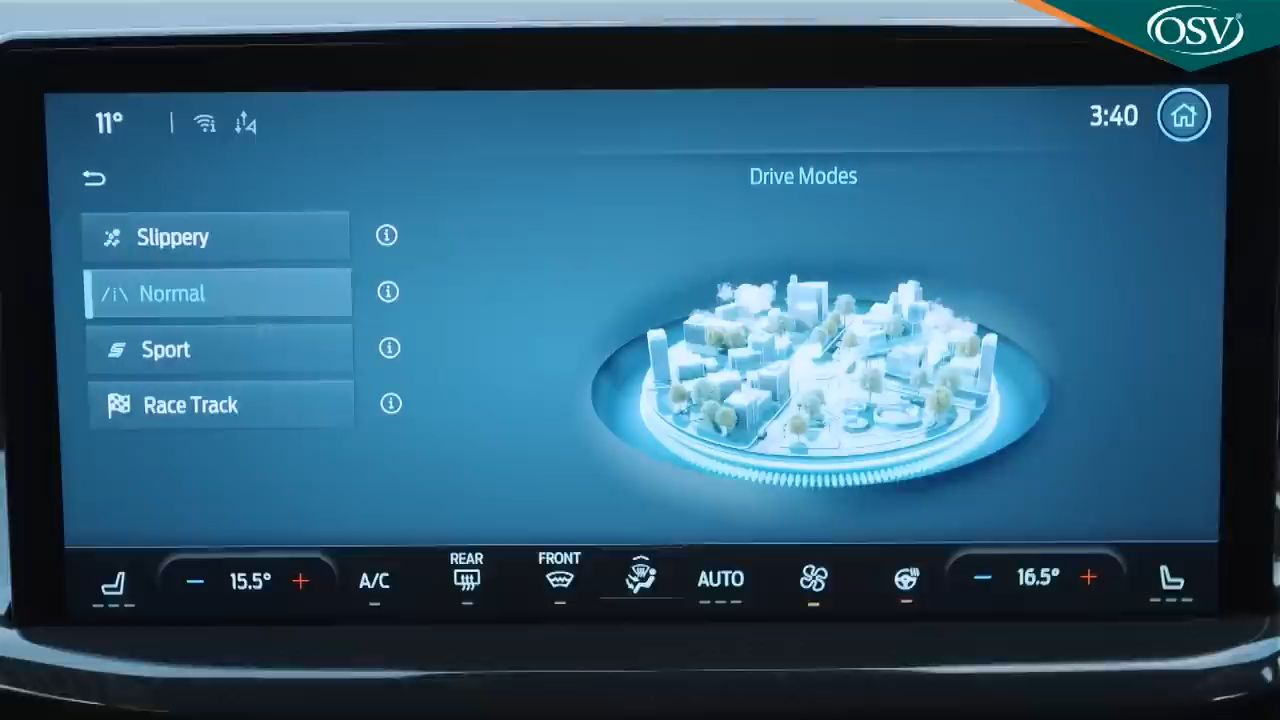 OSV
11°
3:40
Drive Modes
Slippery
Normal
Sport
Race Track
REAR
FRONT
15.5°
A/C
AUTO
16.5°